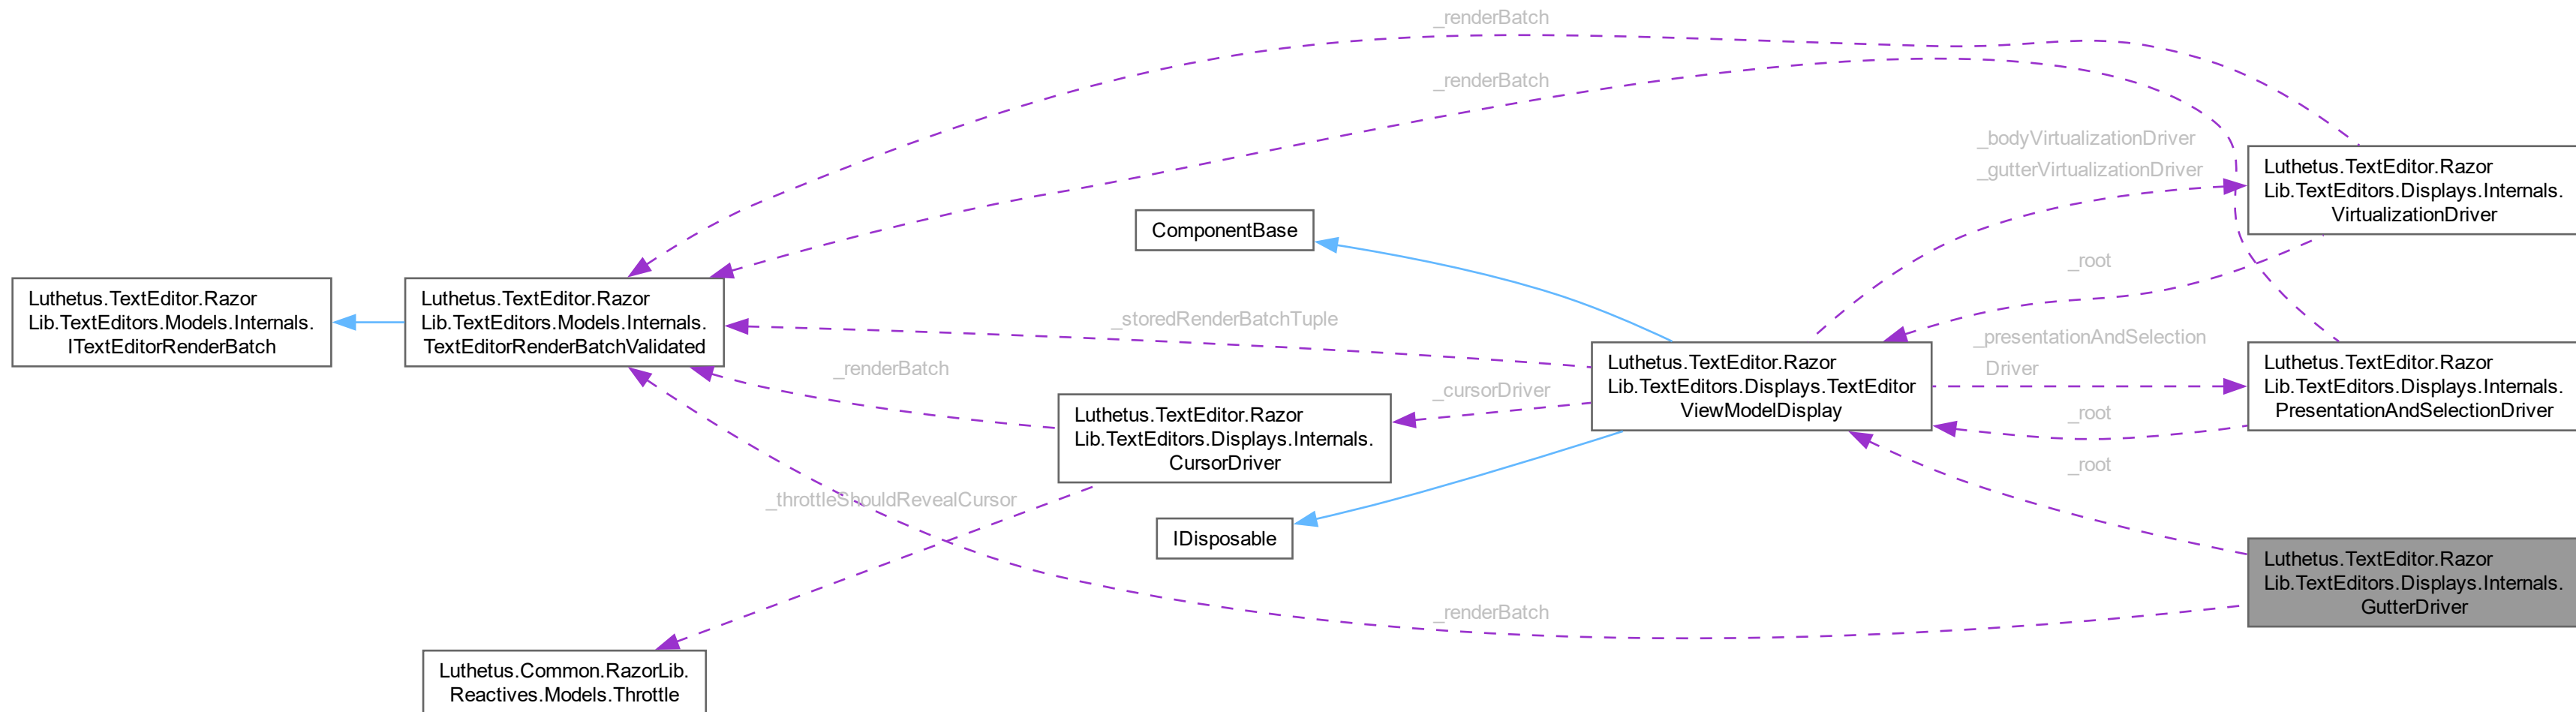 _renderBatch
_renderBatch
_bodyVirtualizationDriver
_gutterVirtualizationDriver
Luthetus.TextEditor.Razor
Lib.TextEditors.Displays.Internals.
VirtualizationDriver
ComponentBase
_root
Luthetus.TextEditor.Razor
Lib.TextEditors.Models.Internals.
ITextEditorRenderBatch
Luthetus.TextEditor.Razor
Lib.TextEditors.Models.Internals.
TextEditorRenderBatchValidated
_storedRenderBatchTuple
_renderBatch
Luthetus.TextEditor.Razor
Lib.TextEditors.Displays.TextEditor
ViewModelDisplay
_presentationAndSelection
Driver
Luthetus.TextEditor.Razor
Lib.TextEditors.Displays.Internals.
PresentationAndSelectionDriver
_cursorDriver
_root
Luthetus.TextEditor.Razor
Lib.TextEditors.Displays.Internals.
CursorDriver
_root
_throttleShouldRevealCursor
IDisposable
Luthetus.TextEditor.Razor
Lib.TextEditors.Displays.Internals.
GutterDriver
_renderBatch
Luthetus.Common.RazorLib.
Reactives.Models.Throttle